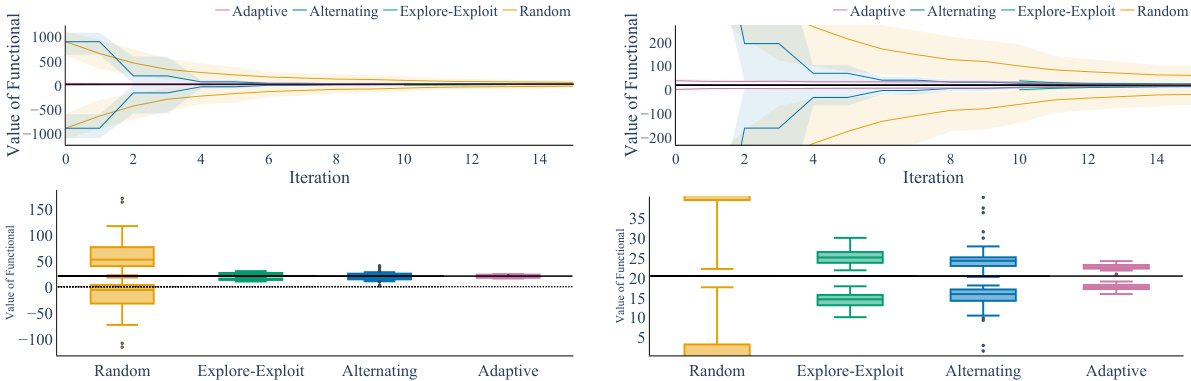 Adaptive Alternating Explore-Exploit Random
Value of Functional
1000
500
0
−500
−1000
0 2 4 6 8 10 12 14
Iteration
Adaptive Alternating Explore-Exploit Random
Value of Functional
200
100
0
−100
−200
0 2 4 6 8 10 12 14
Iteration
Value of Functional
150
100
50
0
−50
−100
Random Explore-Exploit Alternating Adaptive
Value of Functional
35
30
25
20
15
10
5
Random Explore-Exploit Alternating Adaptive